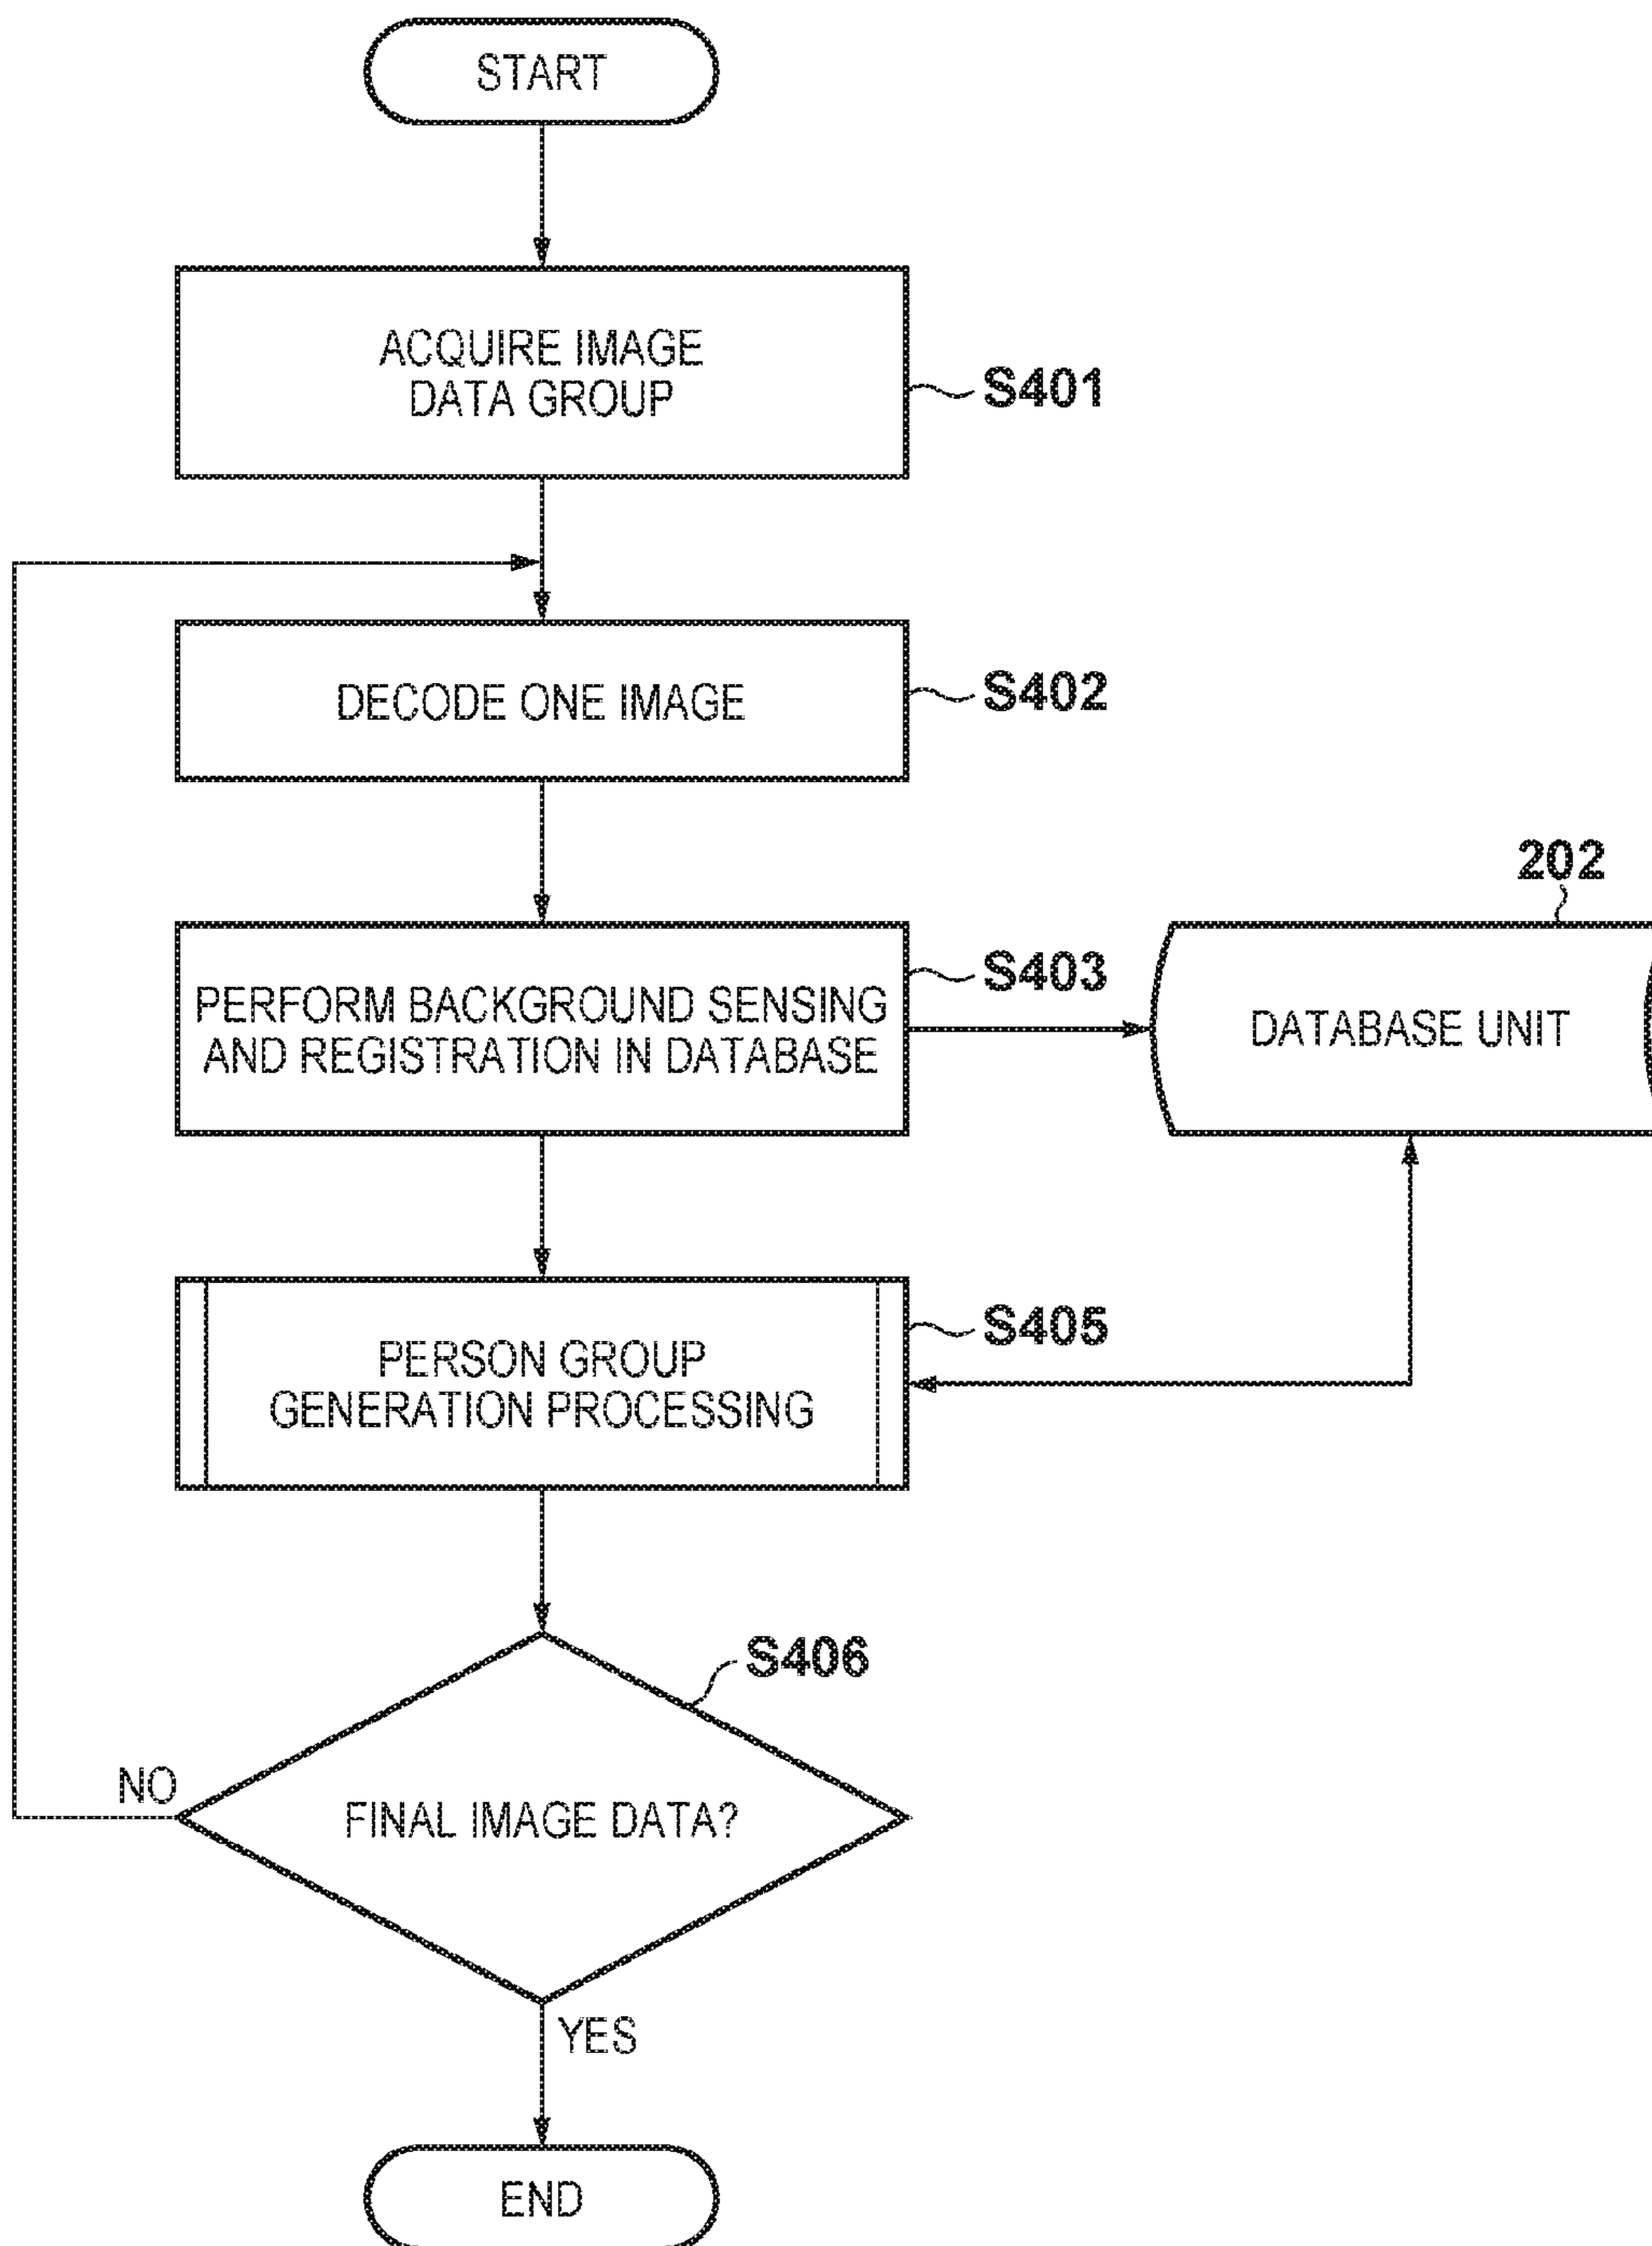 START
ACQUIRE IMAGE
DATA GROUP
S401
DECODE ONE IMAGE
S402
202
PERFORM BACKGROUND SENSING
AND REGISTRATION IN DATABASE
S403
DATABASE UNIT
PERSON GROUP
GENERATION PROCESSING
S405
S406
NO
FINAL IMAGE DATA?
YES
END